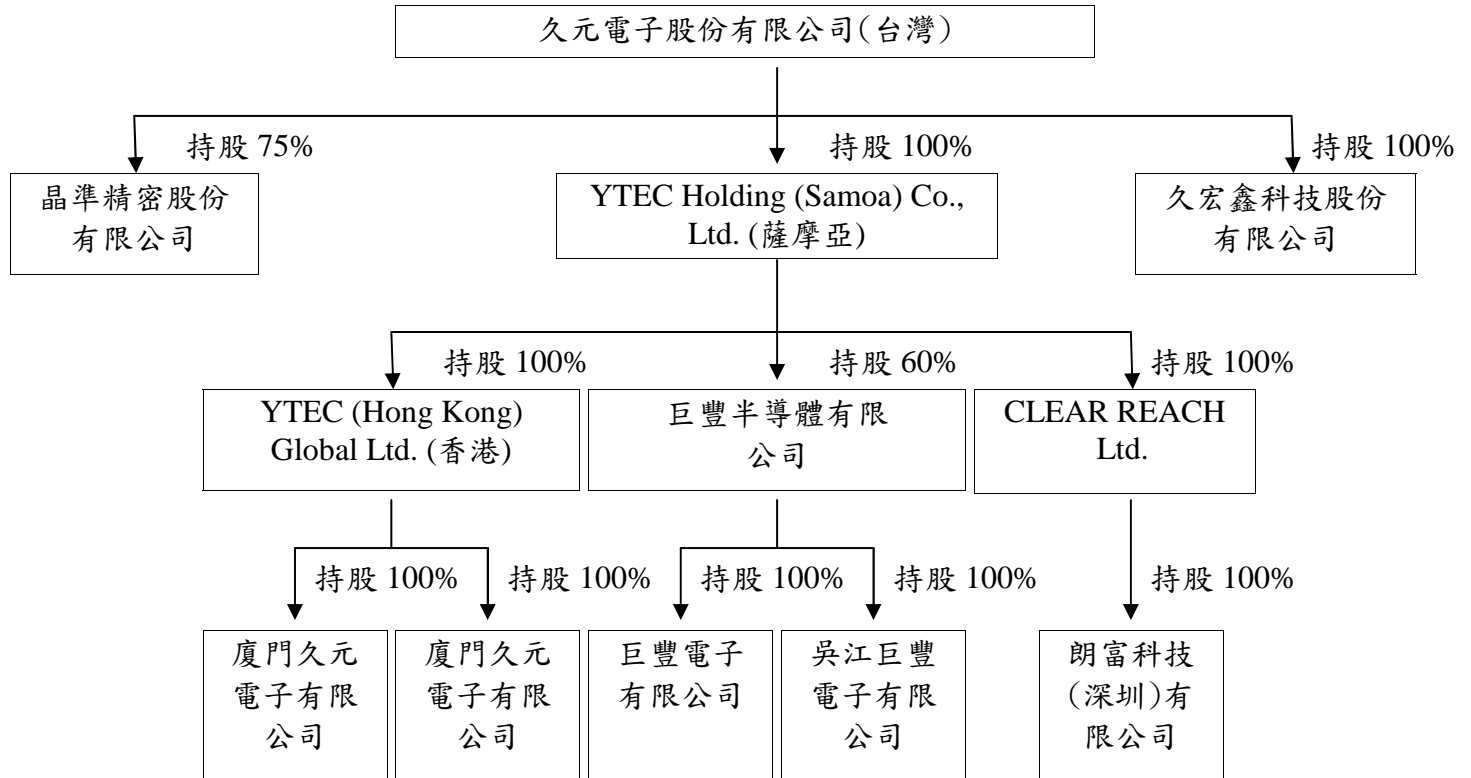 久元電子股份有限公司(台灣)
持股 75%
持股 100%
持股 100%
晶準精密股份
有限公司
YTEC Holding (Samoa) Co.,
Ltd. (薩摩亞)
久宏鑫科技股份
有限公司
持股 100%
持股 60%
持股 100%
YTEC (Hong Kong)
Global Ltd. (香港)
巨豐半導體有限
公司
CLEAR REACH
Ltd.
持股 100%
持股 100%
持股 100%
持股 100%
持股 100%
廈門久元
電子有限
公司
廈門久元
電子有限
公司
巨豐電子
有限公司
吳江巨豐
電子有限
公司
朗富科技
(深圳)有
限公司